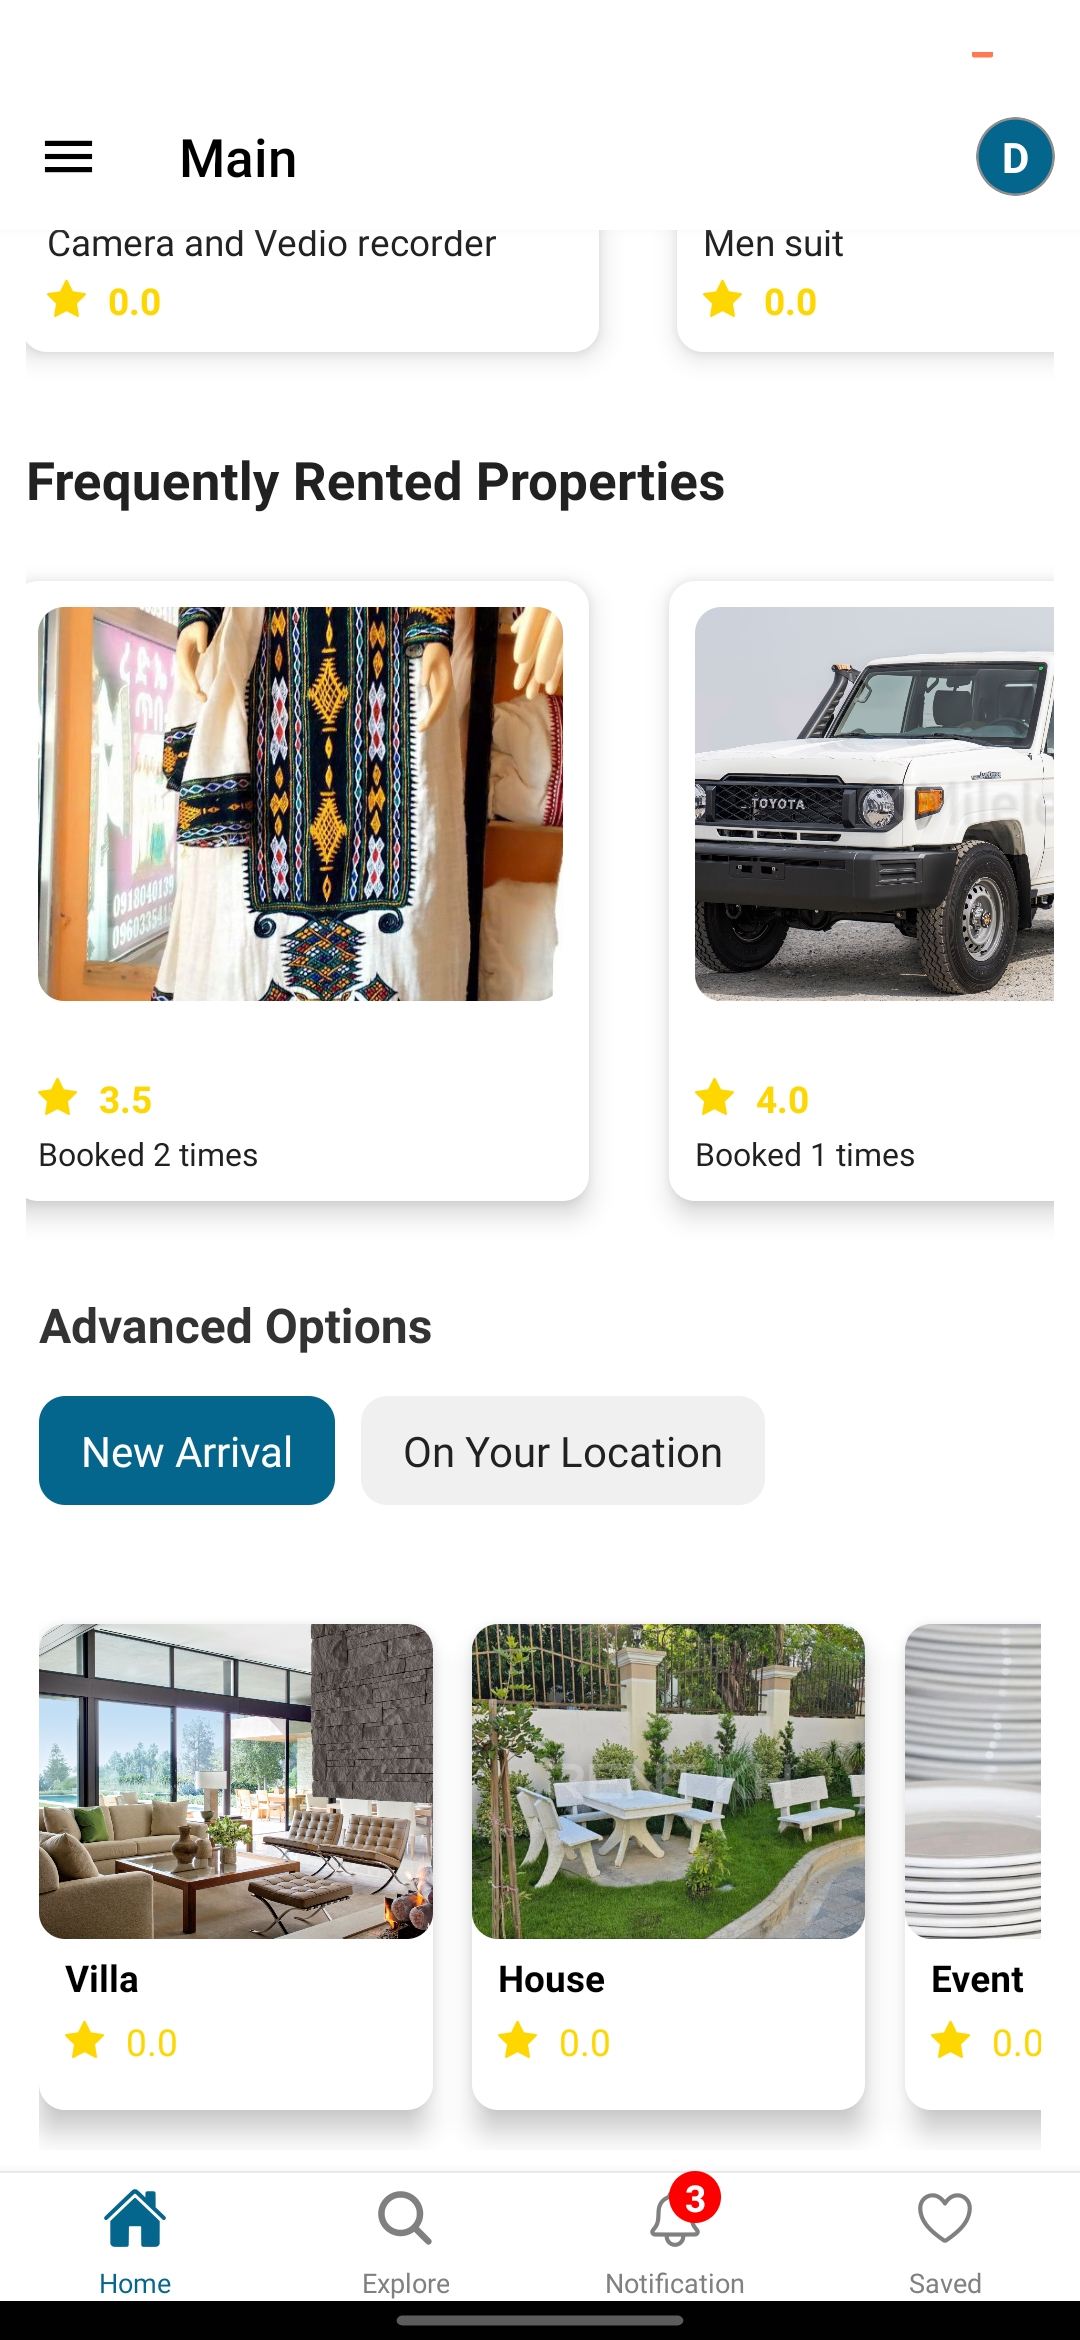 Main
D
Camera and Vedio recorder
Men suit
0.0
0.0
Frequently Rented Properties
0918040139
TOYOTA
3.5
4.0
Booked 2 times
Booked 1 times
Advanced Options
New Arrival
On Your Location
Villa
House
Event
0.0
0.0
0.0
3
Home
Explore
Notification
Saved